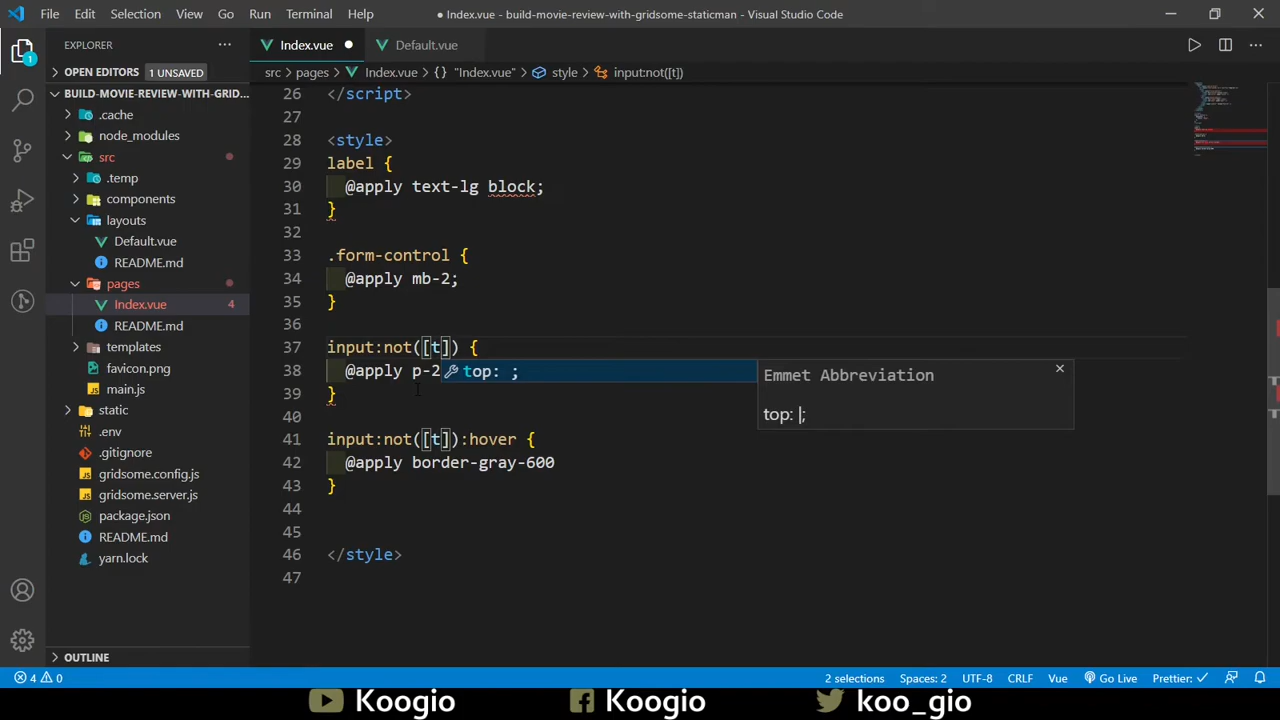 File Edit Selection View Go Run Terminal Help
● Index.vue - build-movie-review-with-gridsome-staticman - Visual Studio Code
EXPLORER
OPEN EDITORS 1 UNSAVED
BUILD-MOVIE-REVIEW-WITH-GRID...
.cache
node_modules
src
.temp
components
layouts
Default.vue
README.md
pages
Index.vue 4
README.md
templates
favicon.png
main.js
static
.env
.gitignore
gridsome.config.js
gridsome.server.js
package.json
README.md
yarn.lock
OUTLINE
1
Index.vue ● Default.vue
src > pages > Index.vue > {} "Index.vue" > style > input:not([t])
26 </script>
27
28 <style>
29 label {
30 @apply text-lg block;
31 }
32
33 .form-control {
34 @apply mb-2;
35 }
36
37 input:not([t]) {
38 @apply p-2
39 }
40
41 input:not([t]):hover {
42 @apply border-gray-600
43 }
44
45
46 </style>
47
top: ;
Emmet Abbreviation
top: |;
4 0 2 selections Spaces: 2 UTF-8 CRLF Vue Go Live Prettier: ✓
Koogio Koogio koo_gio